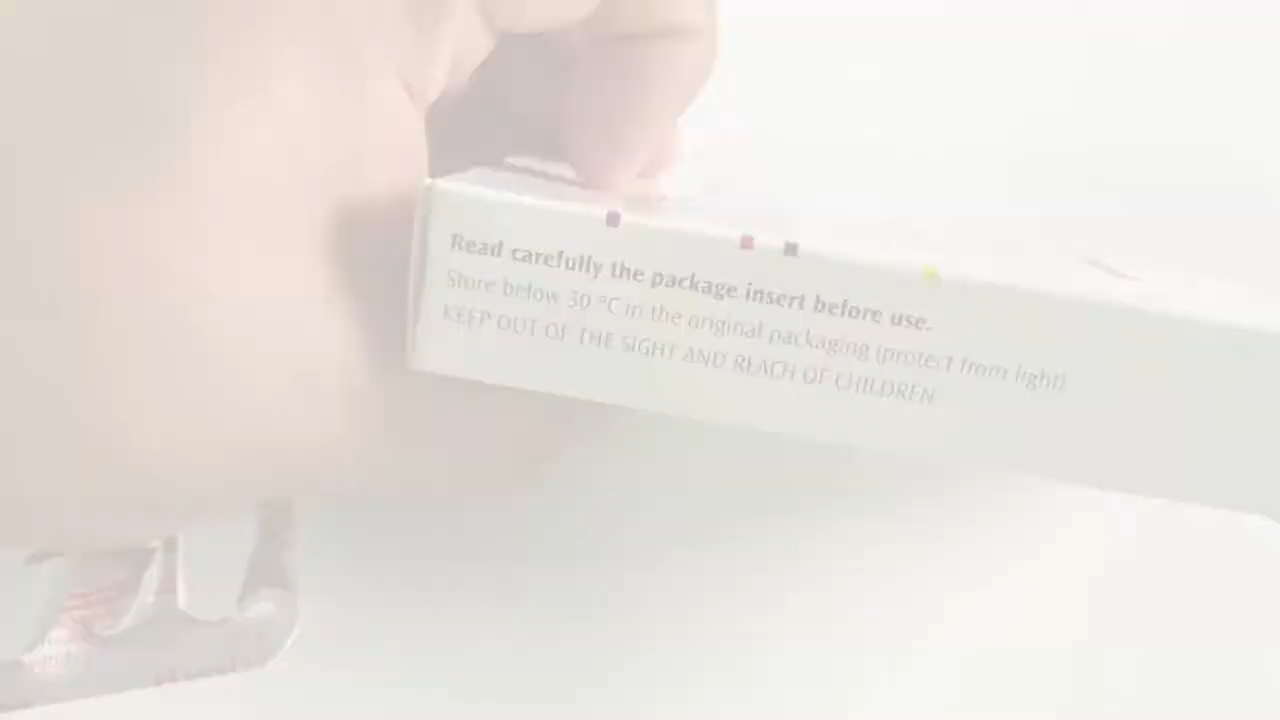 Read carefully the package insert before use.
Store below 30 °C in the original packaging (protect from light)
KEEP OUT OF THE SIGHT AND REACH OF CHILDREN